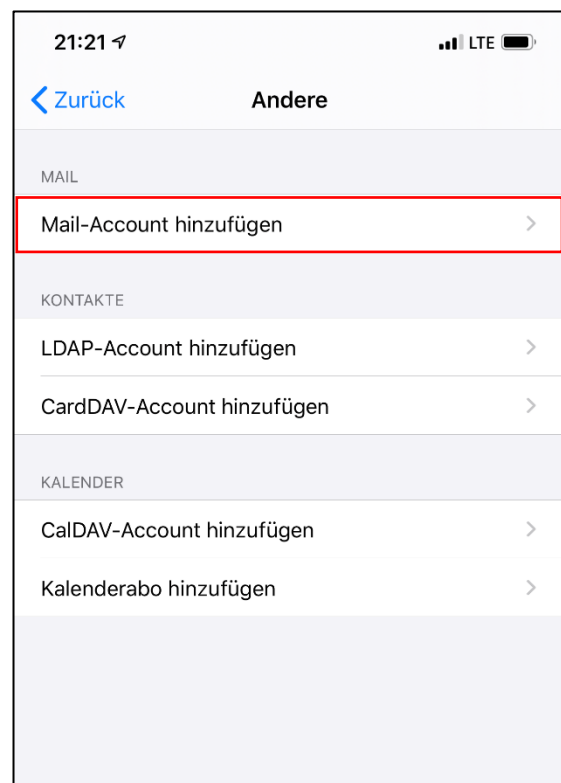 21:21 LTE
Zurück Andere
MAIL
Mail-Account hinzufügen
KONTAKTE
LDAP-Account hinzufügen
CardDAV-Account hinzufügen
KALENDER
CalDAV-Account hinzufügen
Kalenderabo hinzufügen